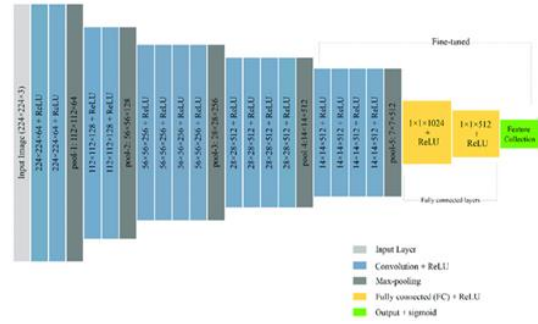 Fine-tuned
Input Image (224×224×3)
224×224×64 + ReLU
224×224×64 + ReLU
pool-1: 112×112×64
112×112×128 + ReLU
112×112×128 + ReLU
pool-2: 56×56×128
56×56×256 + ReLU
56×56×256 + ReLU
56×56×256 + ReLU
56×56×256 + ReLU
pool-3: 28×28×256
28×28×512 + ReLU
28×28×512 + ReLU
28×28×512 + ReLU
28×28×512 + ReLU
pool-4: 14×14×512
14×14×512 + ReLU
14×14×512 + ReLU
14×14×512 + ReLU
14×14×512 + ReLU
pool-5: 7×7×512
1×1×1024
+
ReLU
1×1×512
+
ReLU
Feature
Collection
Fully connected layers
Input Layer
Convolution + ReLU
Max-pooling
Fully connected (FC) + ReLU
Output + sigmoid